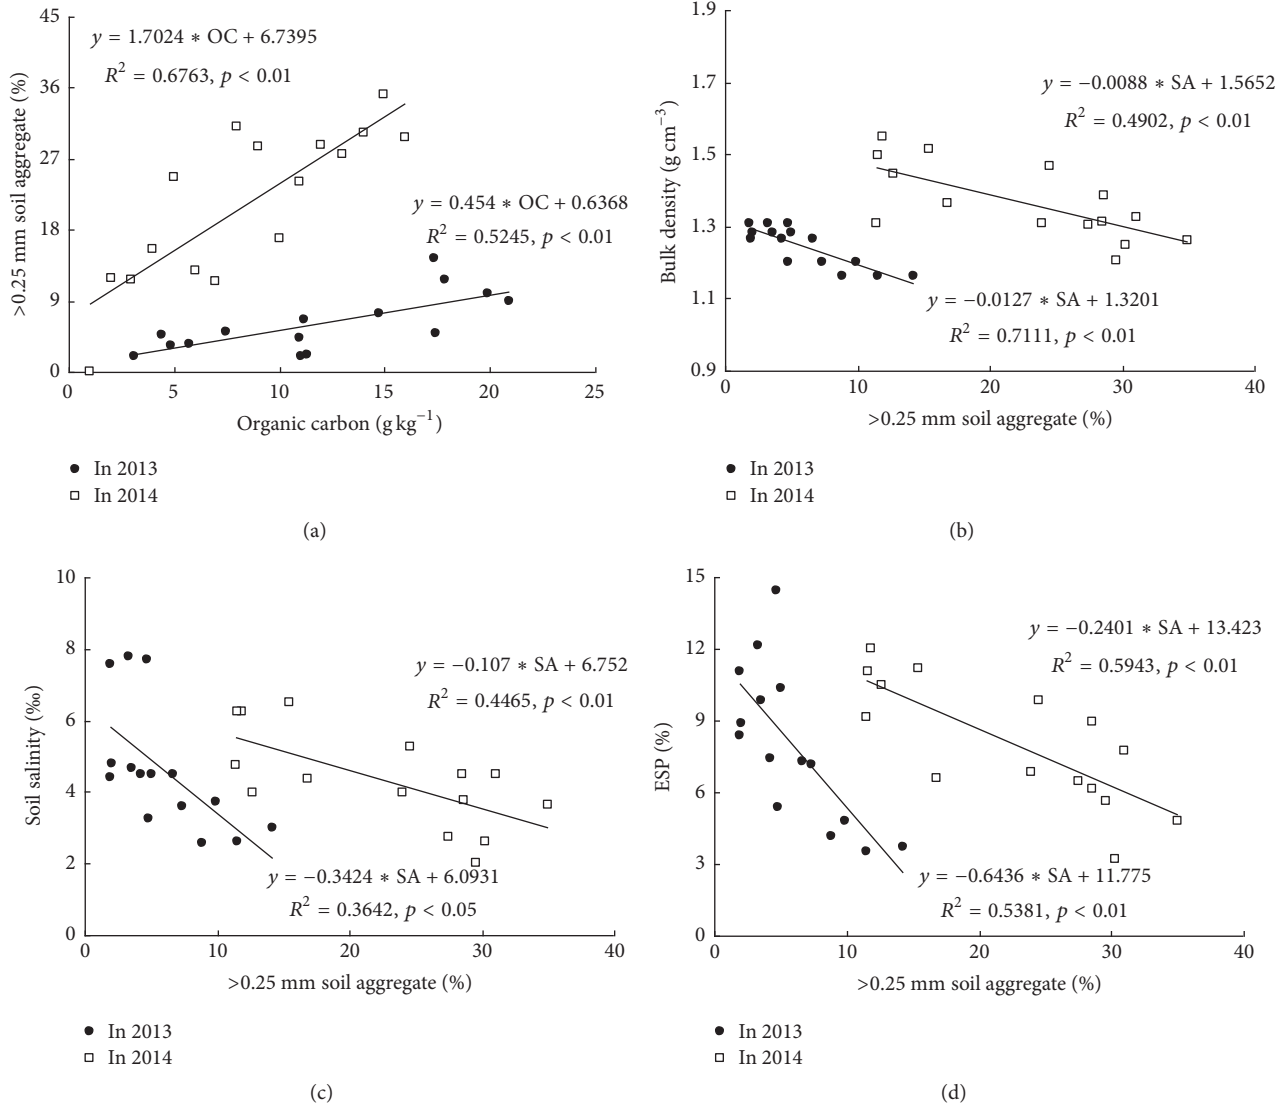 45
36
27
18
9
0
>0.25 mm soil aggregate (%)
y = 1.7024 ∗ OC + 6.7395
R² = 0.6763, p < 0.01
y = 0.454 ∗ OC + 0.6368
R² = 0.5245, p < 0.01
0 5 10 15 20 25
Organic carbon (g kg⁻¹)
In 2013
In 2014
(a)
1.9
1.7
1.5
1.3
1.1
0.9
Bulk density (g cm⁻³)
y = −0.0088 ∗ SA + 1.5652
R² = 0.4902, p < 0.01
y = −0.0127 ∗ SA + 1.3201
R² = 0.7111, p < 0.01
0 10 20 30 40
>0.25 mm soil aggregate (%)
In 2013
In 2014
(b)
10
8
6
4
2
0
Soil salinity (‰)
y = −0.107 ∗ SA + 6.752
R² = 0.4465, p < 0.01
y = −0.3424 ∗ SA + 6.0931
R² = 0.3642, p < 0.05
0 10 20 30 40
>0.25 mm soil aggregate (%)
In 2013
In 2014
(c)
15
12
9
6
3
0
ESP (%)
y = −0.2401 ∗ SA + 13.423
R² = 0.5943, p < 0.01
y = −0.6436 ∗ SA + 11.775
R² = 0.5381, p < 0.01
0 10 20 30 40
>0.25 mm soil aggregate (%)
In 2013
In 2014
(d)